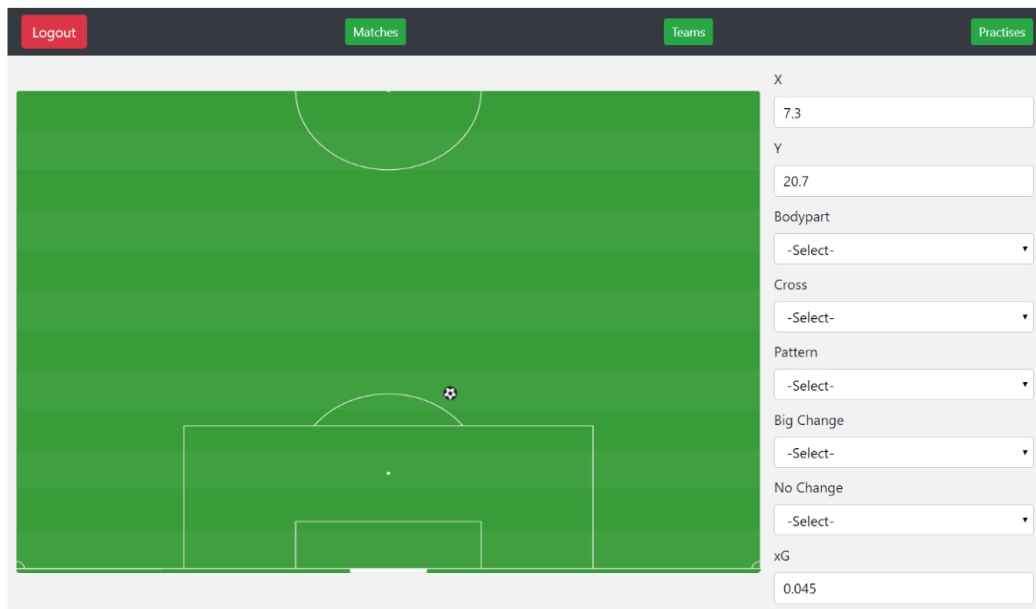 Logout
Matches
Teams
Practises
X
7.3
Y
20.7
Bodypart
-Select-
Cross
-Select-
Pattern
-Select-
Big Change
-Select-
No Change
-Select-
xG
0.045